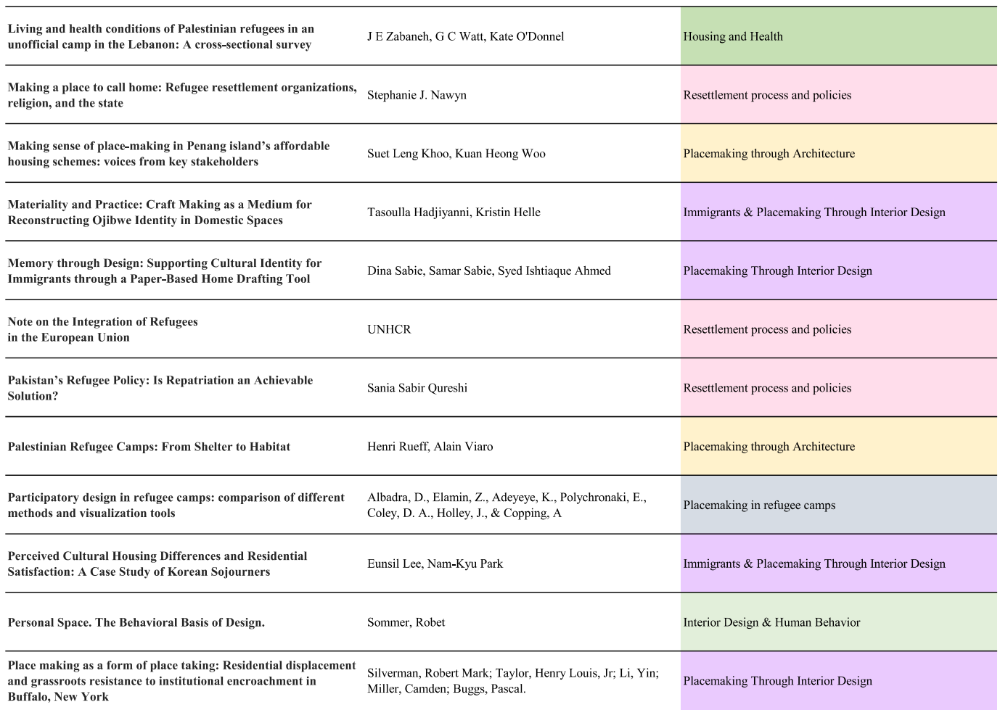 Living and health conditions of Palestinian refugees in an
unofficial camp in the Lebanon: A cross-sectional survey
J E Zabaneh, G C Watt, Kate O'Donnel
Housing and Health
Making a place to call home: Refugee resettlement organizations,
religion, and the state
Stephanie J. Nawyn
Resettlement process and policies
Making sense of place-making in Penang island’s affordable
housing schemes: voices from key stakeholders
Suet Leng Khoo, Kuan Heong Woo
Placemaking through Architecture
Materiality and Practice: Craft Making as a Medium for
Reconstructing Ojibwe Identity in Domestic Spaces
Tasoulla Hadjiyanni, Kristin Helle
Immigrants & Placemaking Through Interior Design
Memory through Design: Supporting Cultural Identity for
Immigrants through a Paper-Based Home Drafting Tool
Dina Sabie, Samar Sabie, Syed Ishtiaque Ahmed
Placemaking Through Interior Design
Note on the Integration of Refugees
in the European Union
UNHCR
Resettlement process and policies
Pakistan’s Refugee Policy: Is Repatriation an Achievable
Solution?
Sania Sabir Qureshi
Resettlement process and policies
Palestinian Refugee Camps: From Shelter to Habitat
Henri Rueff, Alain Viaro
Placemaking through Architecture
Participatory design in refugee camps: comparison of different
methods and visualization tools
Albadra, D., Elamin, Z., Adeyeye, K., Polychronaki, E.,
Coley, D. A., Holley, J., & Copping, A
Placemaking in refugee camps
Perceived Cultural Housing Differences and Residential
Satisfaction: A Case Study of Korean Sojourners
Eunsil Lee, Nam-Kyu Park
Immigrants & Placemaking Through Interior Design
Personal Space. The Behavioral Basis of Design.
Sommer, Robet
Interior Design & Human Behavior
Place making as a form of place taking: Residential displacement
and grassroots resistance to institutional encroachment in
Buffalo, New York
Silverman, Robert Mark; Taylor, Henry Louis, Jr; Li, Yin;
Miller, Camden; Buggs, Pascal.
Placemaking Through Interior Design